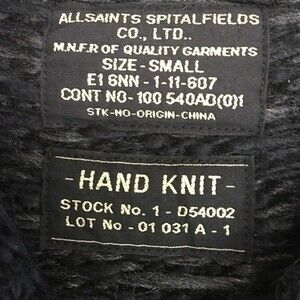 ALLSAINTS SPITALFIELDS
CO., LTD..
M.N.F.R OF QUALITY GARMENTS
SIZE - SMALL
E1 6NN - 1-11-607
CONT NO - 100 540AD(0)1
STK-NO-ORIGIN-CHINA
- HAND KNIT -
STOCK No. 1 - D54002
LOT No - 01 031 A - 1